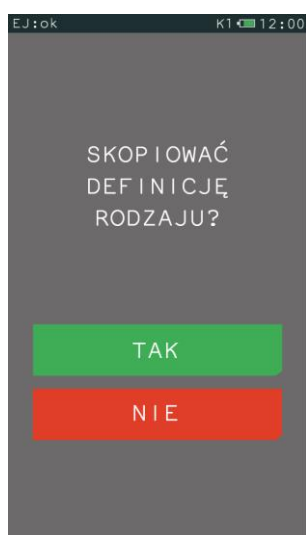 EJ:ok K1 12:00
SKOPIOWAĆ
DEFINICJĘ
RODZAJU?
TAK
NIE